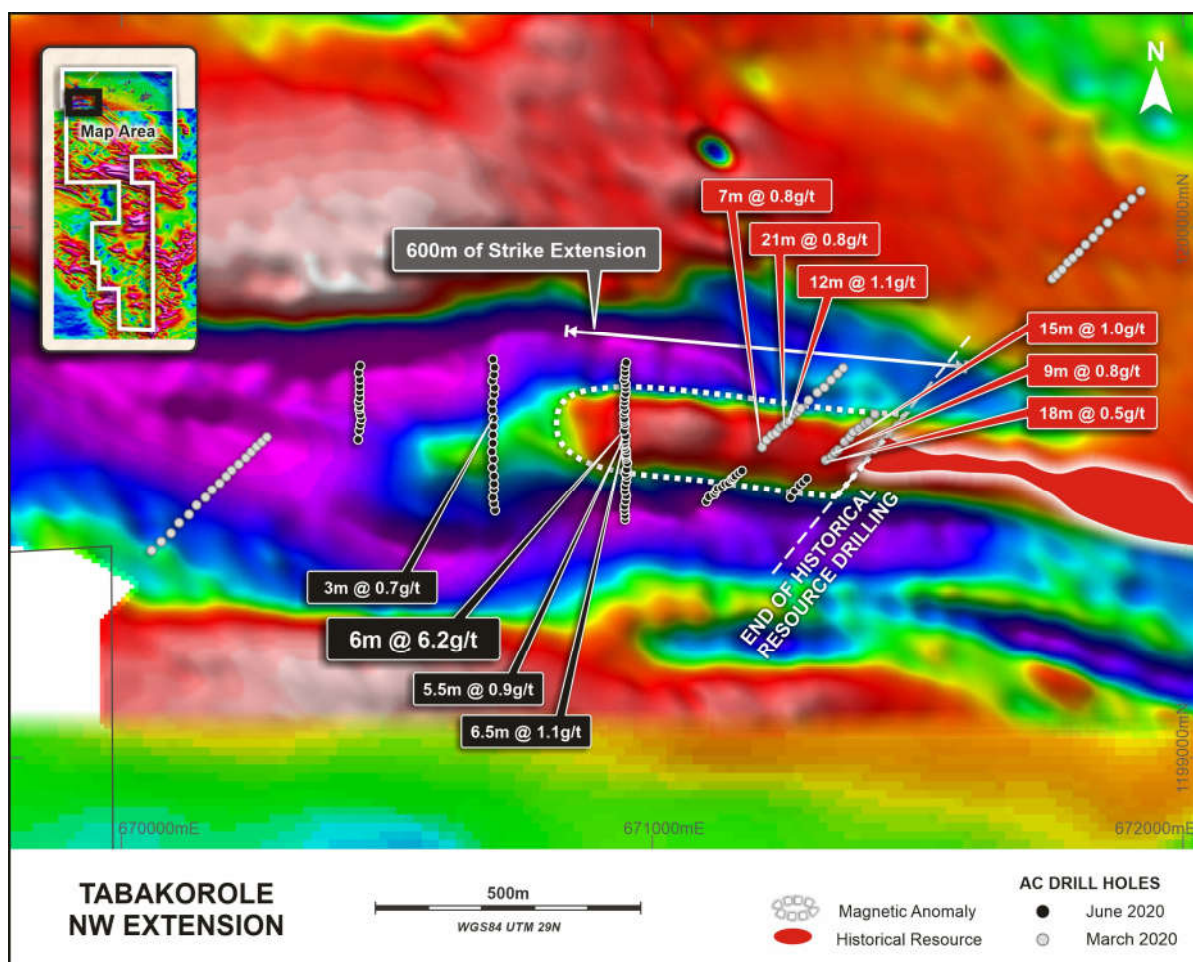 N
Map Area
7m @ 0.8g/t
21m @ 0.8g/t
12m @ 1.1g/t
600m of Strike Extension
15m @ 1.0g/t
9m @ 0.8g/t
18m @ 0.5g/t
1200000mN
END OF HISTORICAL
RESOURCE DRILLING
3m @ 0.7g/t
6m @ 6.2g/t
5.5m @ 0.9g/t
6.5m @ 1.1g/t
1199000mN
670000mE
671000mE
672000mE
TABAKOROLE
NW EXTENSION
500m
WGS84 UTM 29N
AC DRILL HOLES
Magnetic Anomaly
June 2020
Historical Resource
March 2020